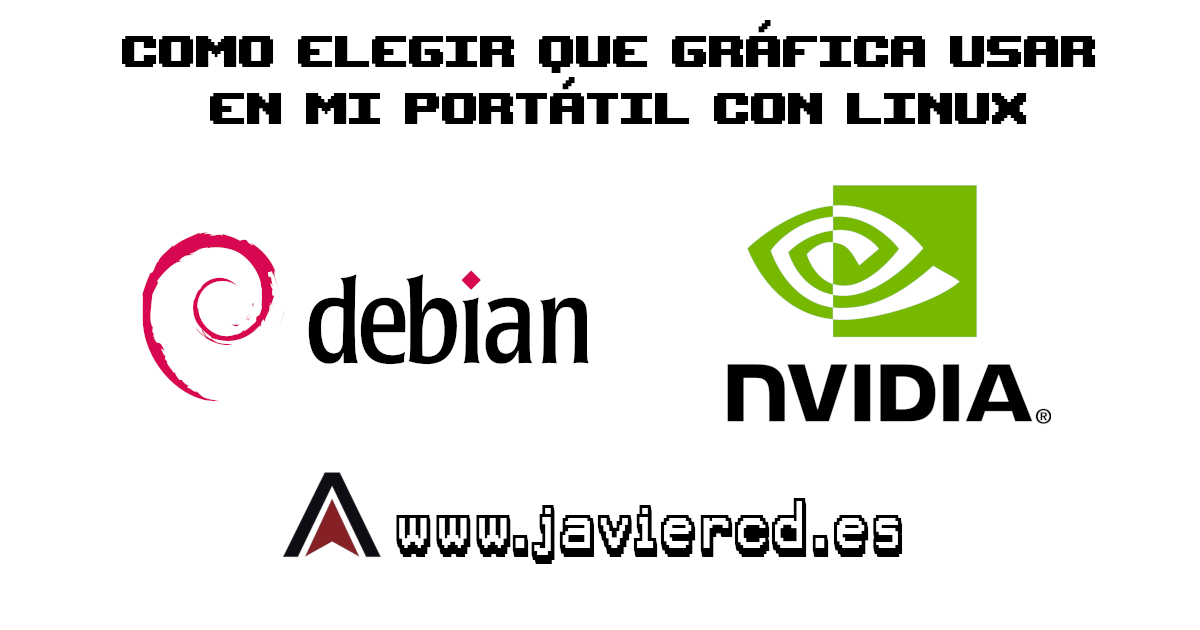 COMO ELEGIR QUE GRÁFICA USAR
EN MI PORTÁTIL CON LINUX
debian
NVIDIA®
www.javiercd.es